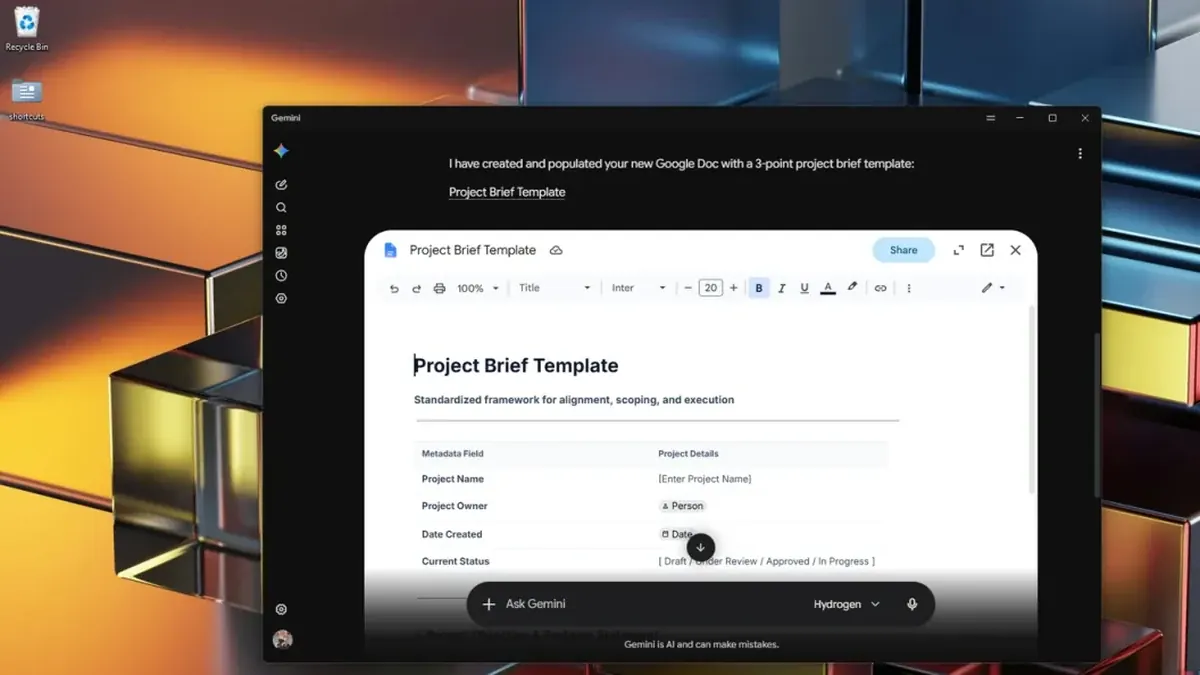 Recycle Bin
shortcuts
Gemini
I have created and populated your new Google Doc with a 3-point project brief template:
Project Brief Template
Project Brief Template
Share
100%
Title
Inter
20
B
I
U
A
Project Brief Template
Standardized framework for alignment, scoping, and execution
Metadata Field Project Details
Project Name [Enter Project Name]
Project Owner Person
Date Created Date
Current Status [ Draft / Under Review / Approved / In Progress ]
Ask Gemini Hydrogen
Gemini is AI and can make mistakes.